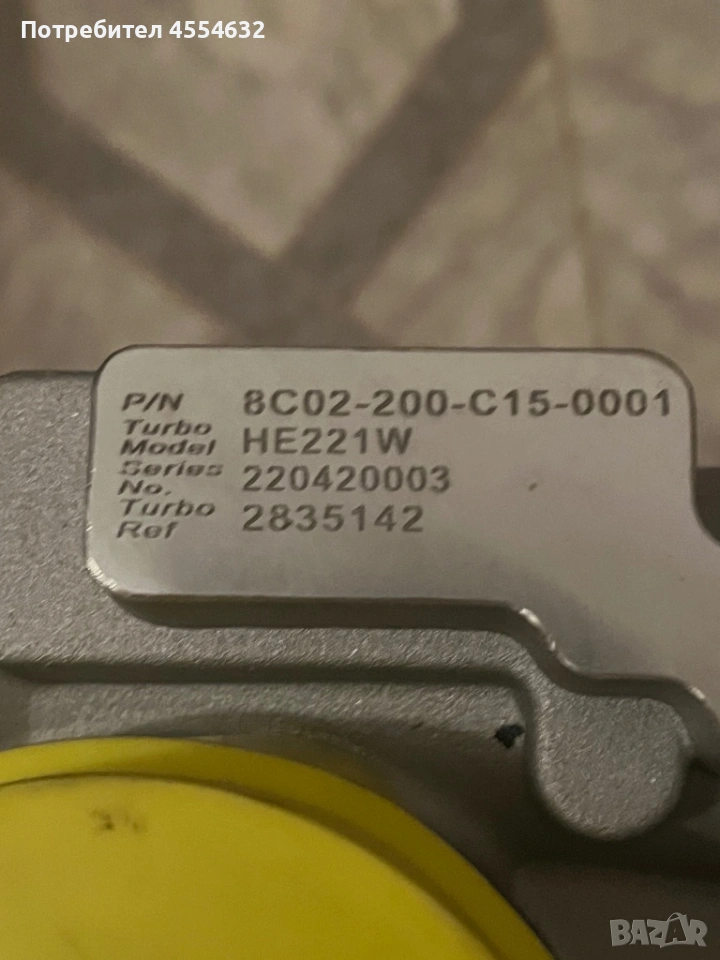 Потребител 4554632
P/N 8C02-200-C15-0001
Turbo Model HE221W
Series No. 220420003
Turbo Ref 2835142
BAZAR